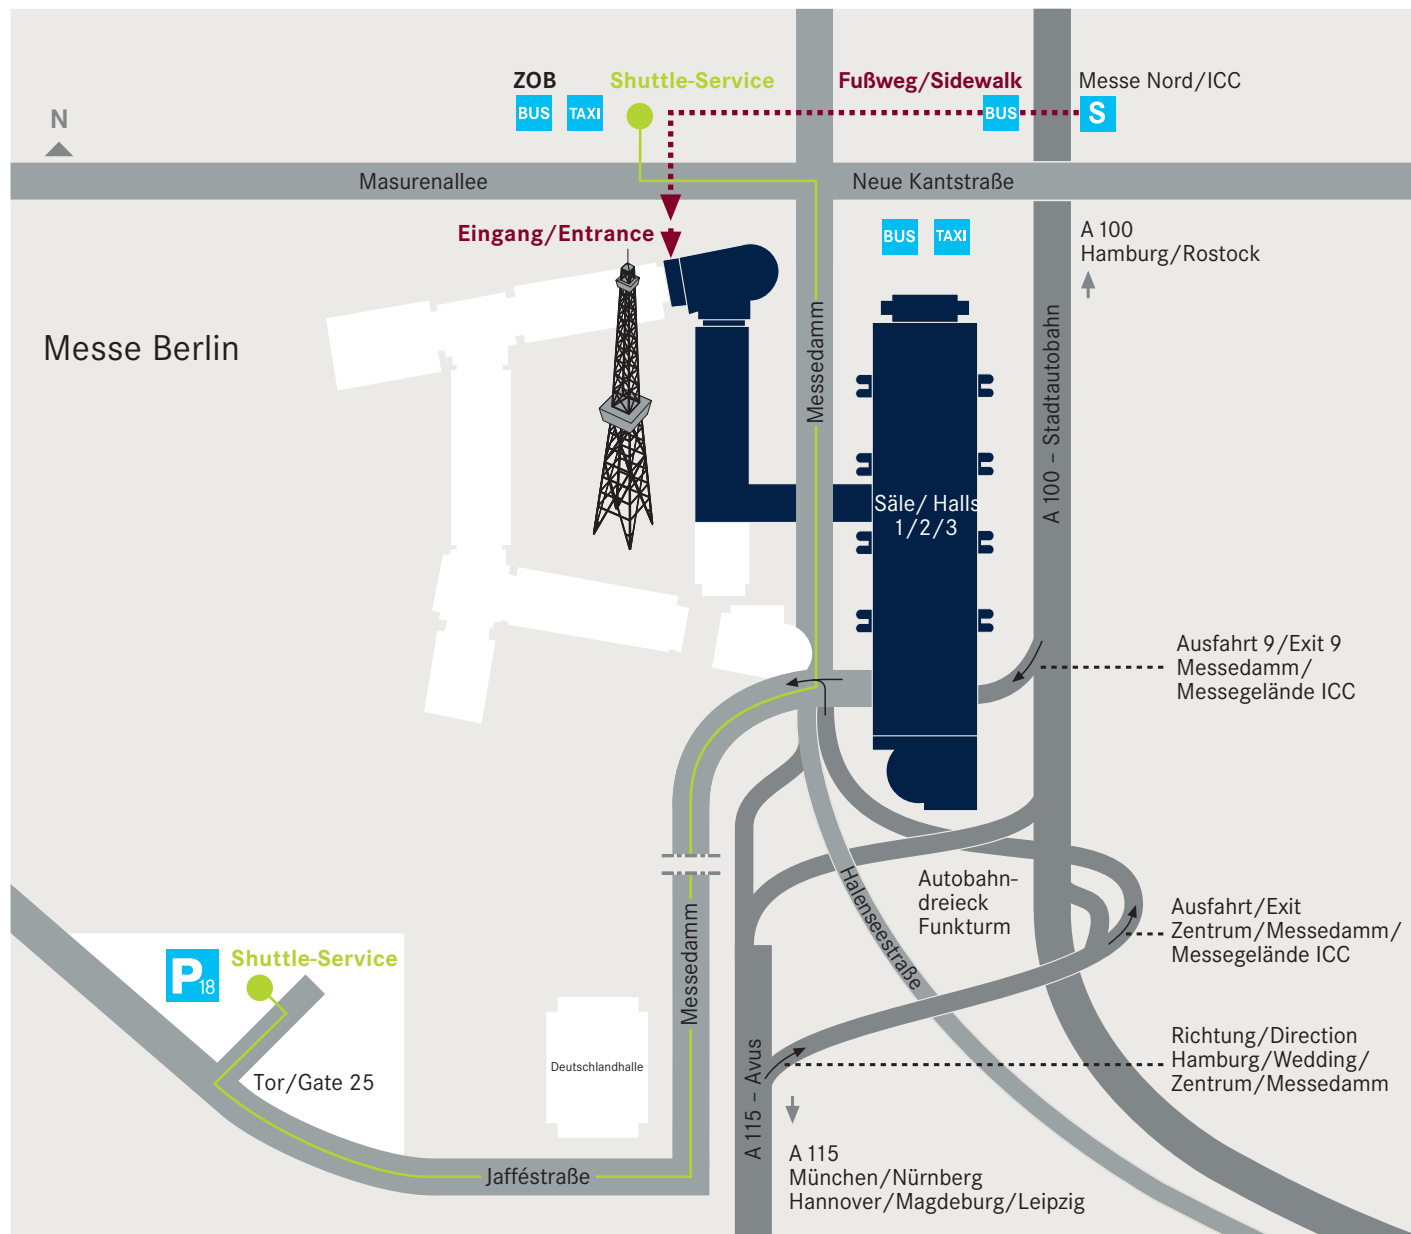 ZOB
Shuttle-Service
Fußweg/Sidewalk
Messe Nord/ICC
BUS
TAXI
BUS
S
N
Masurenallee
Neue Kantstraße
Eingang/Entrance
BUS
TAXI
A 100
Hamburg/Rostock
Messe Berlin
Messedamm
A 100 – Stadtautobahn
Säle/ Halls
1/2/3
Ausfahrt 9/Exit 9
Messedamm/
Messegelände ICC
Halenseestraße
Autobahn-
dreieck
Funkturm
Ausfahrt/Exit
Zentrum/Messedamm/
Messegelände ICC
P18
Shuttle-Service
Messedamm
Deutschlandhalle
Tor/Gate 25
A 115 – Avus
Richtung/Direction
Hamburg/Wedding/
Zentrum/Messedamm
A 115
München/Nürnberg
Hannover/Magdeburg/Leipzig
Jafféstraße